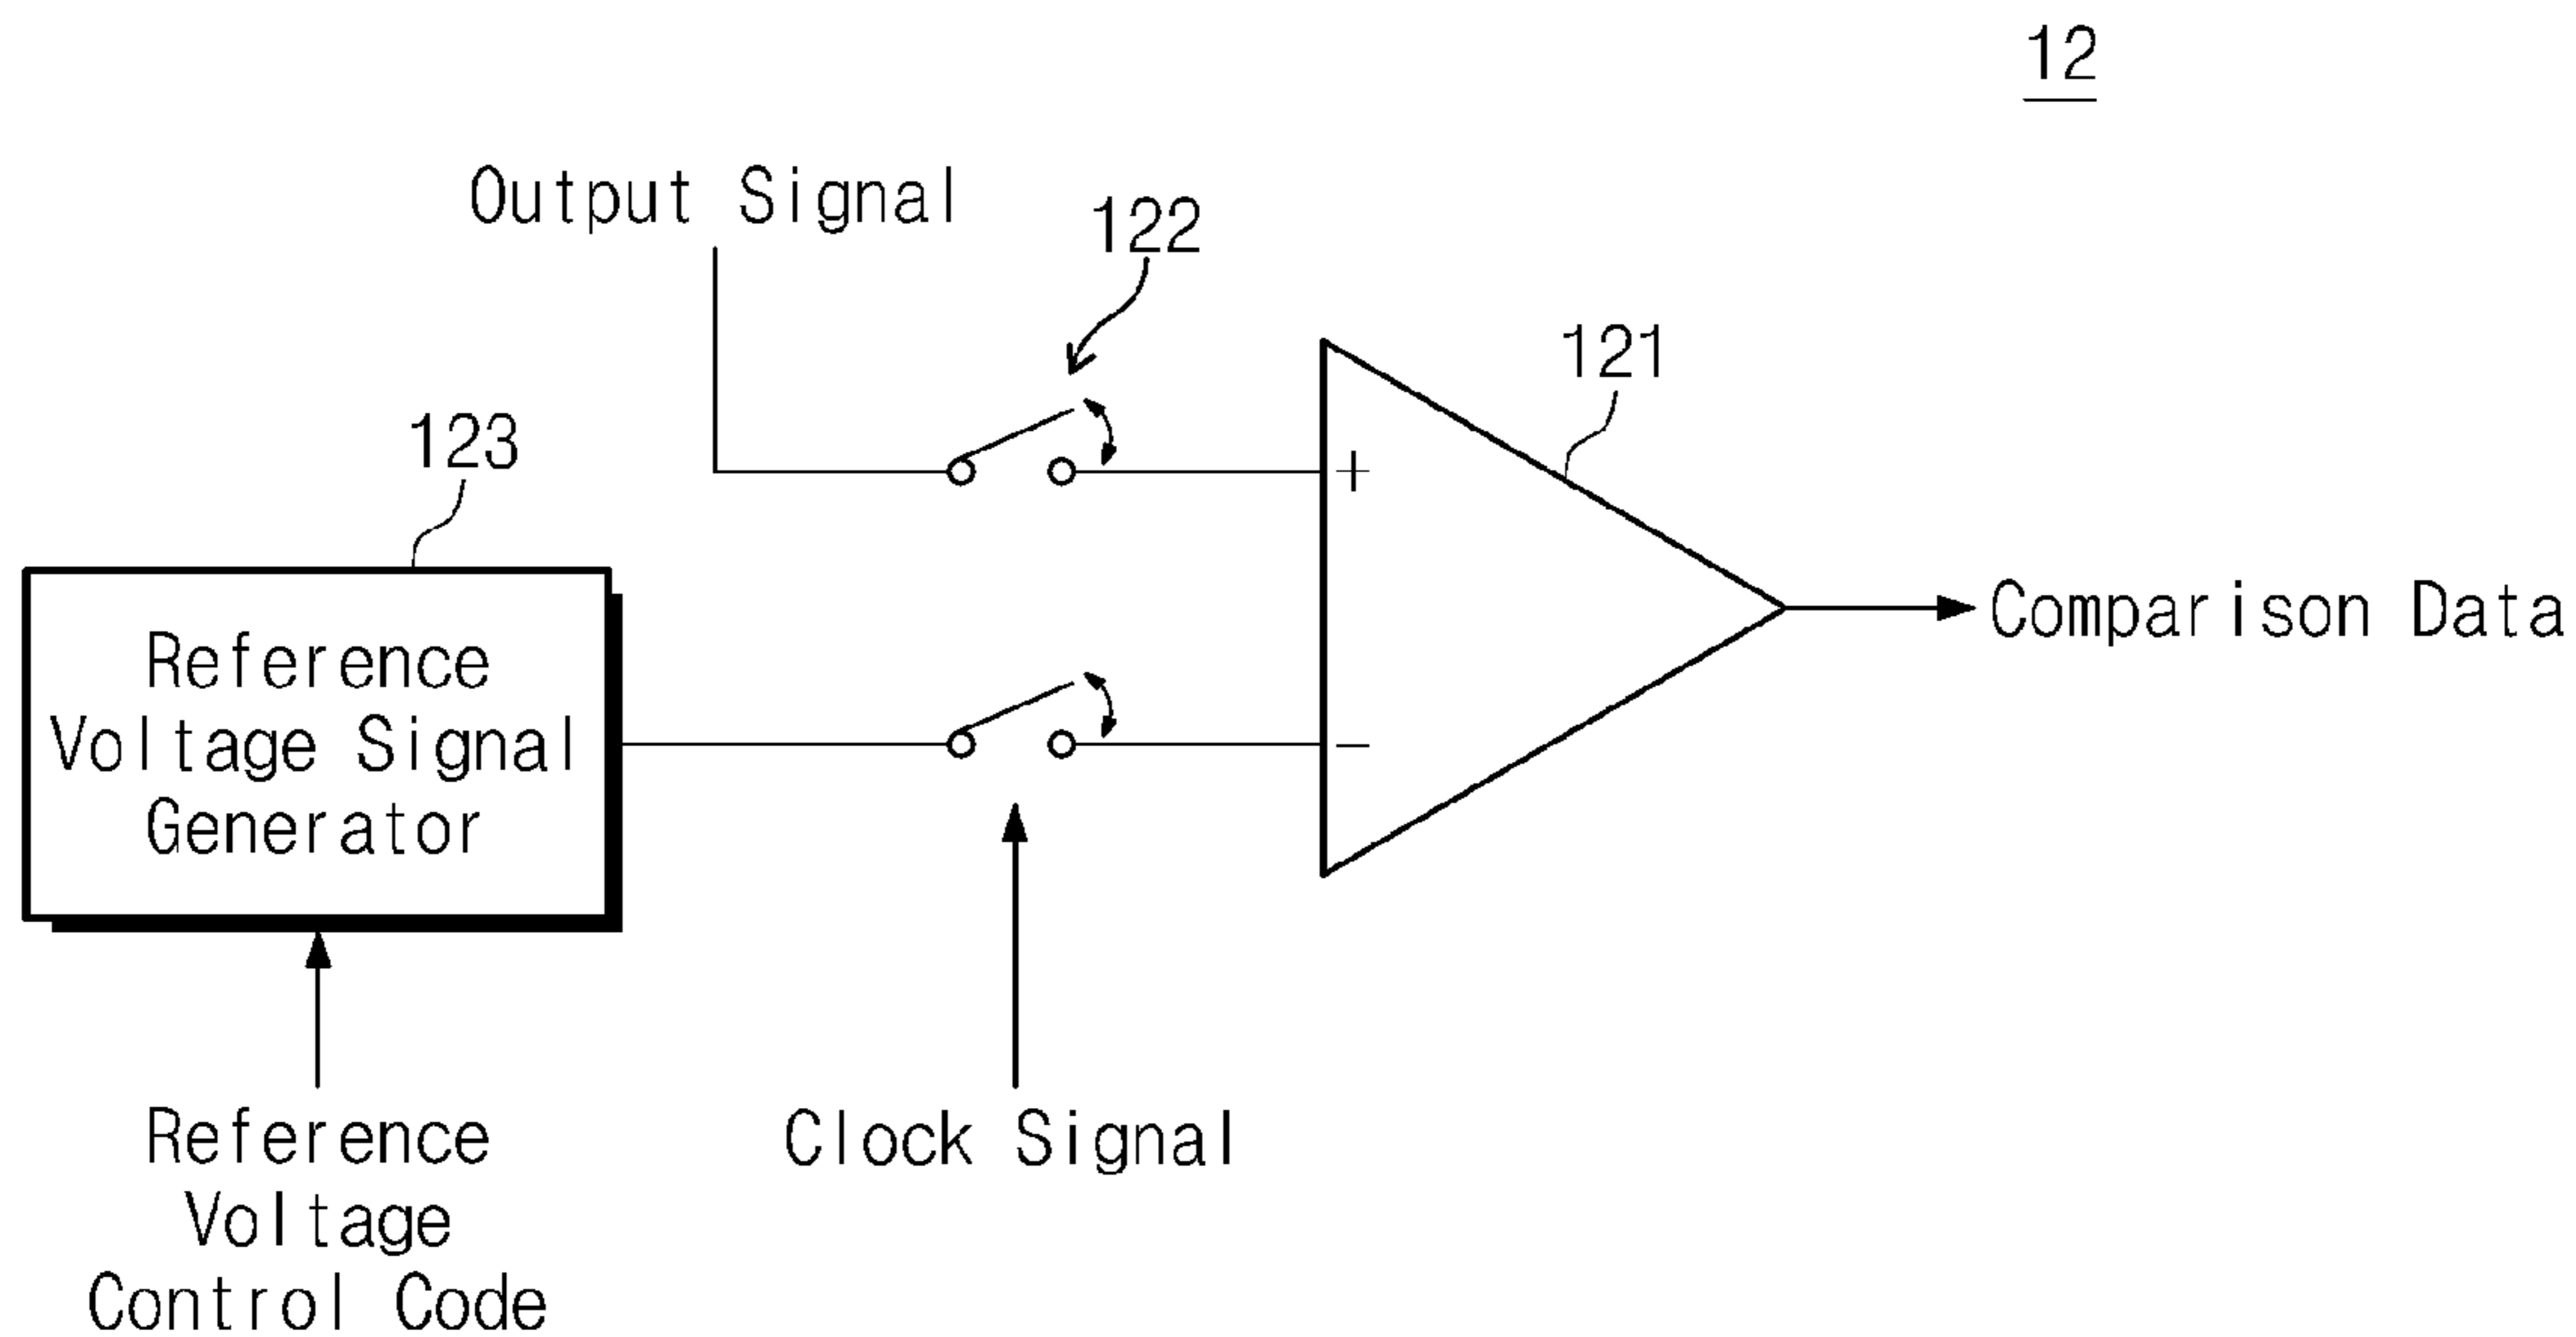 12
Output Signal
122
121
123
+
Reference
Voltage Signal
Generator
−
Comparison Data
Clock Signal
Reference
Voltage
Control Code